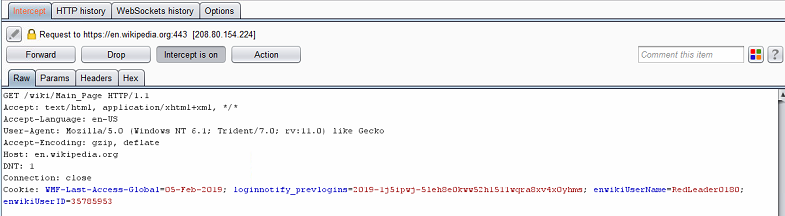 Intercept HTTP history WebSockets history Options
Request to https://en.wikipedia.org:443 [208.80.154.224]
Forward Drop Intercept is on Action Comment this item ?
Raw Params Headers Hex
GET /wiki/Main_Page HTTP/1.1
Accept: text/html, application/xhtml+xml, */*
Accept-Language: en-US
User-Agent: Mozilla/5.0 (Windows NT 6.1; Trident/7.0; rv:11.0) like Gecko
Accept-Encoding: gzip, deflate
Host: en.wikipedia.org
DNT: 1
Connection: close
Cookie: WMF-Last-Access-Global=05-Feb-2019; loginnotify_prevlogins=2019-1j5ipwj-51eh8e0kww52hi511wqra8xv4x0yhms; enwikiUserName=RedLeader0180;
enwikiUserID=35785953